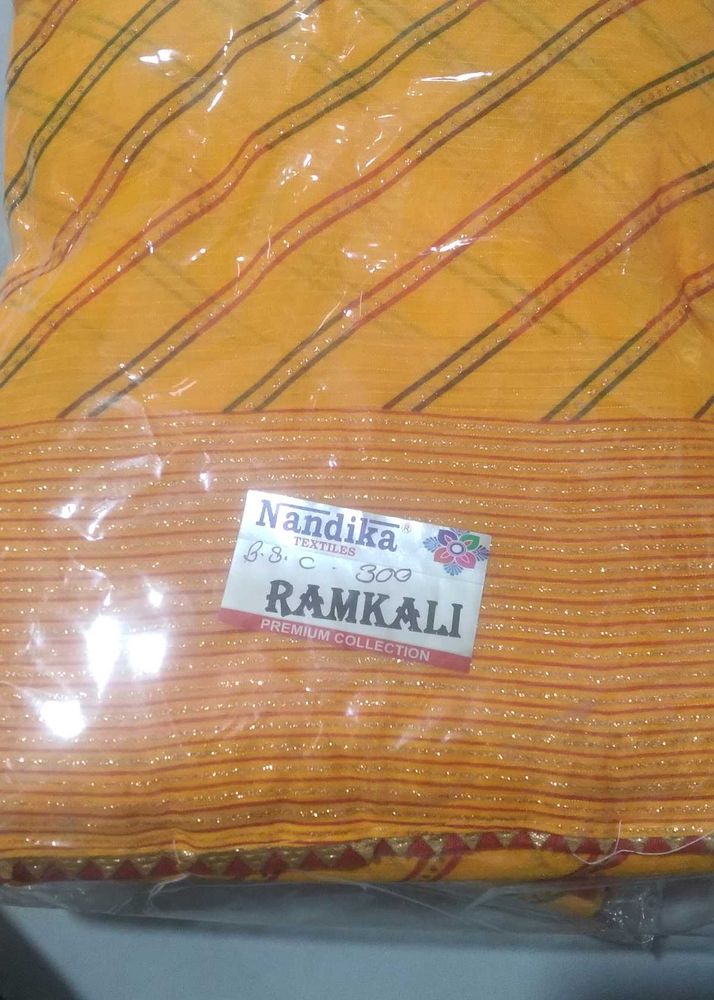 Nandika®
TEXTILES
B.S.C. 300
RAMKALI
PREMIUM COLLECTION